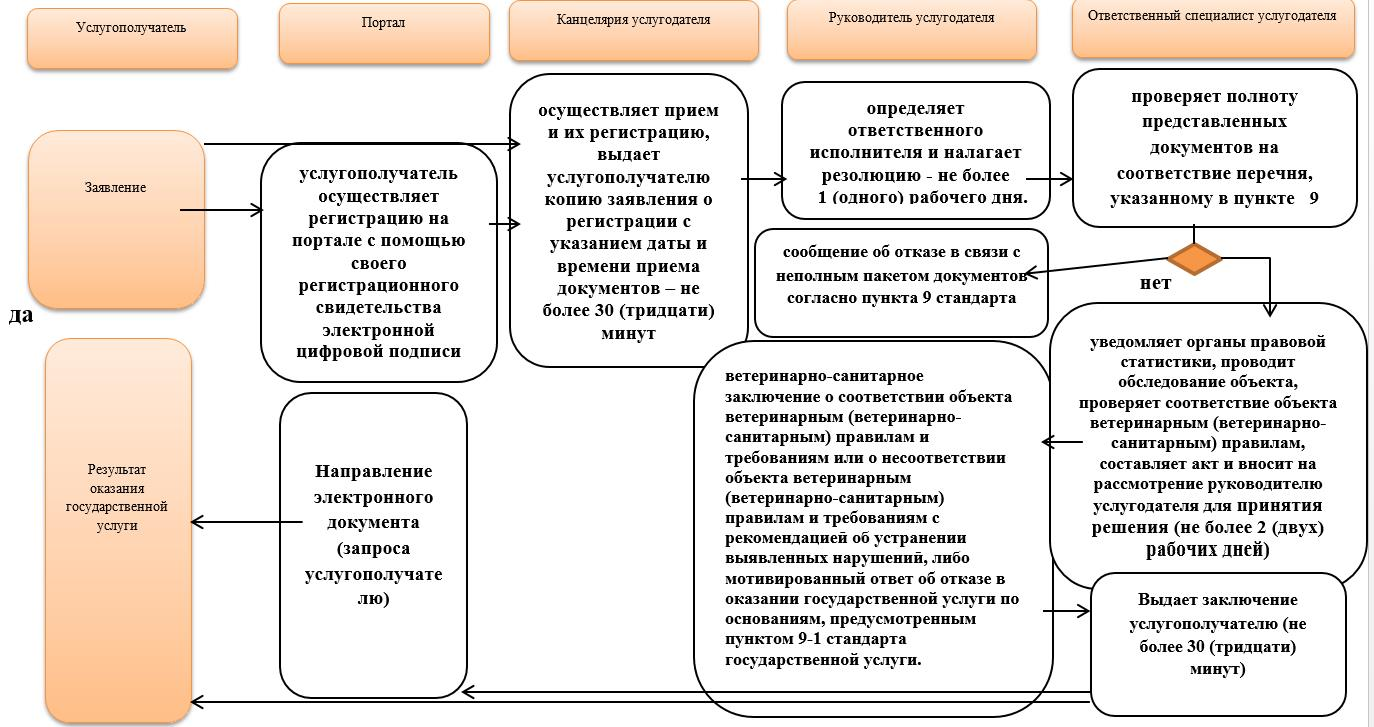 Услугополучатель
Портал
Канцелярия услугодателя
Руководитель услугодателя
Ответственный специалист услугодателя
Заявление
услугополучатель
осуществляет
регистрацию на
портале с помощью
своего
регистрационного
свидетельства
электронной
цифровой подписи
осуществляет прием
и их регистрацию,
выдает
услугополучателю
копию заявления о
регистрации с
указанием даты и
времени приема
документов – не
более 30 (тридцати)
минут
определяет
ответственного
исполнителя и налагает
резолюцию - не более
1 (одного) рабочего дня.
проверяет полноту
представленных
документов на
соответствие перечня,
указанному в пункте 9
сообщение об отказе в связи с
неполным пакетом документов
согласно пункта 9 стандарта
нет
да
уведомляет органы правовой
статистики, проводит
обследование объекта,
проверяет соответствие объекта
ветеринарным (ветеринарно-
санитарным) правилам,
составляет акт и вносит на
рассмотрение руководителю
услугодателя для принятия
решения (не более 2 (двух)
рабочих дней)
ветеринарно-санитарное
заключение о соответствии объекта
ветеринарным (ветеринарно-
санитарным) правилам и
требованиям или о несоответствии
объекта ветеринарным
(ветеринарно-санитарным)
правилам и требованиям с
рекомендацией об устранении
выявленных нарушений, либо
мотивированный ответ об отказе в
оказании государственной услуги по
основаниям, предусмотренным
пунктом 9-1 стандарта
государственной услуги.
Выдает заключение
услугополучателю (не
более 30 (тридцати)
минут)
Направление
электронного
документа
(запроса
услугополучате
лю)
Результат
оказания
государственной
услуги